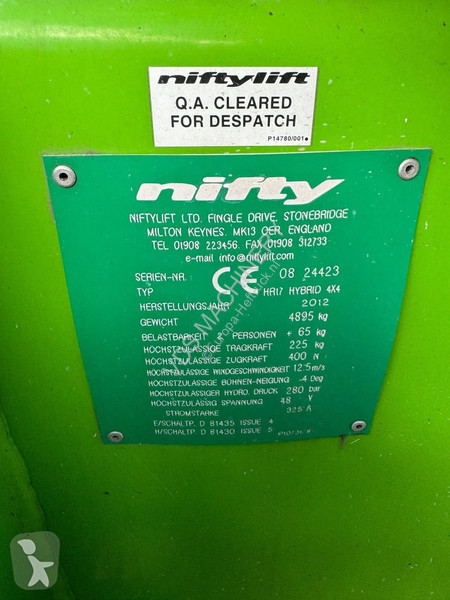 niftylift
Q.A. CLEARED
FOR DESPATCH
P14780/001
nifty
NIFTYLIFT LTD. FINGLE DRIVE, STONEBRIDGE
MILTON KEYNES. MK13 0ER, ENGLAND
TEL 01908 223456 FAX 01908 312733
e-mail info@niftylift.com
SERIEN-NR. CE 08 24423
TYP HR17 HYBRID 4X4
HERSTELLUNGSJAHR 2012
GEWICHT 4895 kg
BELASTBARKEIT PERSONEN + 65 kg
HÖCHSTZULÄSSIGE TRAGKRAFT 225 kg
HÖCHSTZULÄSSIGE ZUGKRAFT 400 N
HÖCHSTZULÄSSIGE WINDGESCHWINDIGKEIT 12.5 m/s
HÖCHSTZULÄSSIGE BÜHNEN-NEIGUNG 4 Deg
HÖCHSTZULÄSSIGER HYDRO. DRUCK 280 bar
HÖCHSTZULÄSSIG SPANNUNG 48 V
STROMSTARKE 325 A
E/SCHALTP. D 81435 ISSUE 4
H/SCHALTP. D 81430 ISSUE 5